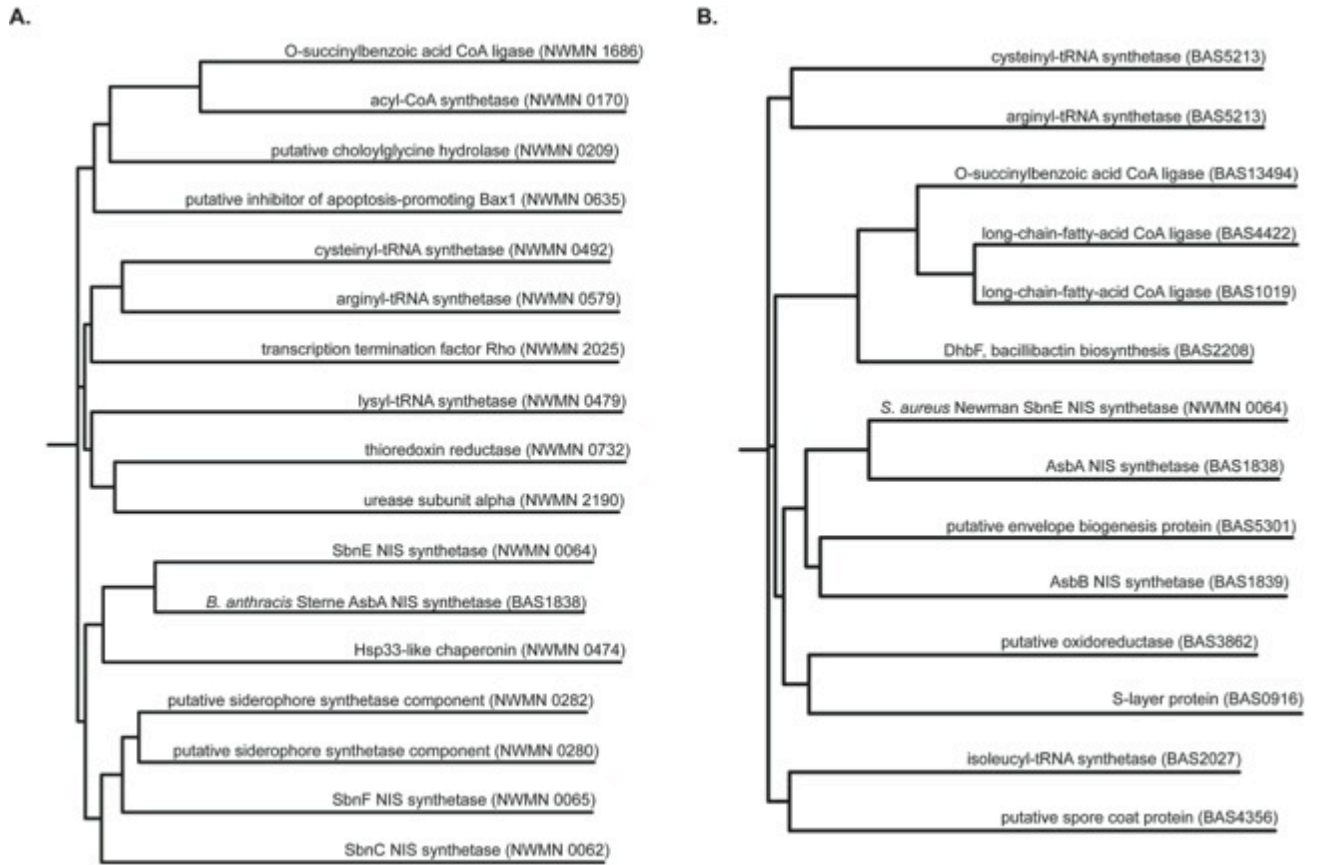 A.
O-succinylbenzoic acid CoA ligase (NWMN 1686)
acyl-CoA synthetase (NWMN 0170)
putative choloylglycine hydrolase (NWMN 0209)
putative inhibitor of apoptosis-promoting Bax1 (NWMN 0635)
cysteinyl-tRNA synthetase (NWMN 0492)
arginyl-tRNA synthetase (NWMN 0579)
transcription termination factor Rho (NWMN 2025)
lysyl-tRNA synthetase (NWMN 0479)
thioredoxin reductase (NWMN 0732)
urease subunit alpha (NWMN 2190)
SbnE NIS synthetase (NWMN 0064)
B. anthracis Sterne AsbA NIS synthetase (BAS1838)
Hsp33-like chaperonin (NWMN 0474)
putative siderophore synthetase component (NWMN 0282)
putative siderophore synthetase component (NWMN 0280)
SbnF NIS synthetase (NWMN 0065)
SbnC NIS synthetase (NWMN 0062)
B.
cysteinyl-tRNA synthetase (BAS5213)
arginyl-tRNA synthetase (BAS5213)
O-succinylbenzoic acid CoA ligase (BAS13494)
long-chain-fatty-acid CoA ligase (BAS4422)
long-chain-fatty-acid CoA ligase (BAS1019)
DhbF, bacillibactin biosynthesis (BAS2208)
S. aureus Newman SbnE NIS synthetase (NWMN 0064)
AsbA NIS synthetase (BAS1838)
putative envelope biogenesis protein (BAS5301)
AsbB NIS synthetase (BAS1839)
putative oxidoreductase (BAS3862)
S-layer protein (BAS0916)
isoleucyl-tRNA synthetase (BAS2027)
putative spore coat protein (BAS4356)